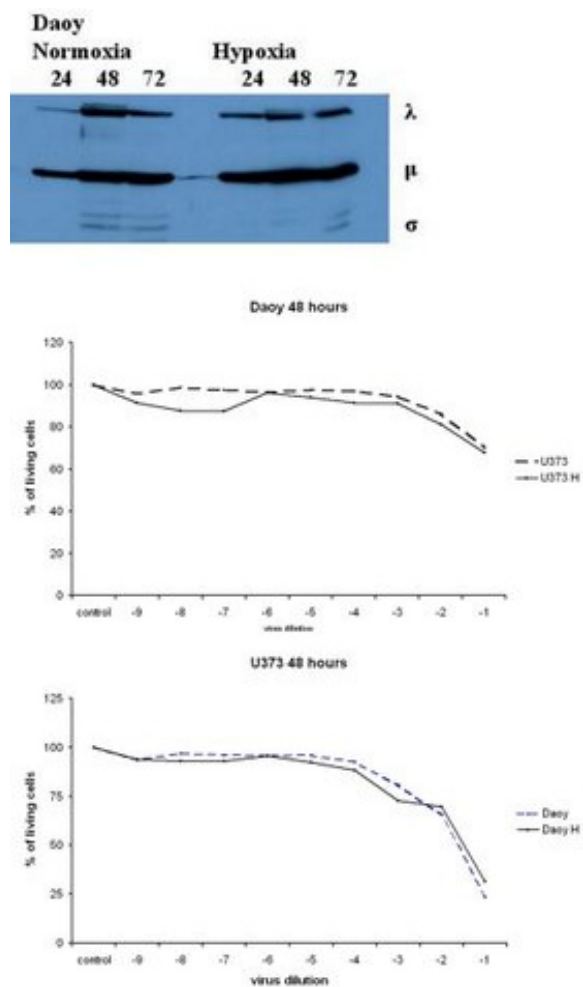 Daoy
Normoxia Hypoxia
24 48 72 24 48 72
λ
μ
σ
Daoy 48 hours
120
100
80
60
40
20
0
% of living cells
control -9 -8 -7 -6 -5 -4 -3 -2 -1
virus dilution
U373
U373 H
U373 48 hours
125
100
75
50
25
0
% of living cells
control -9 -8 -7 -6 -5 -4 -3 -2 -1
virus dilution
Daoy
Daoy H